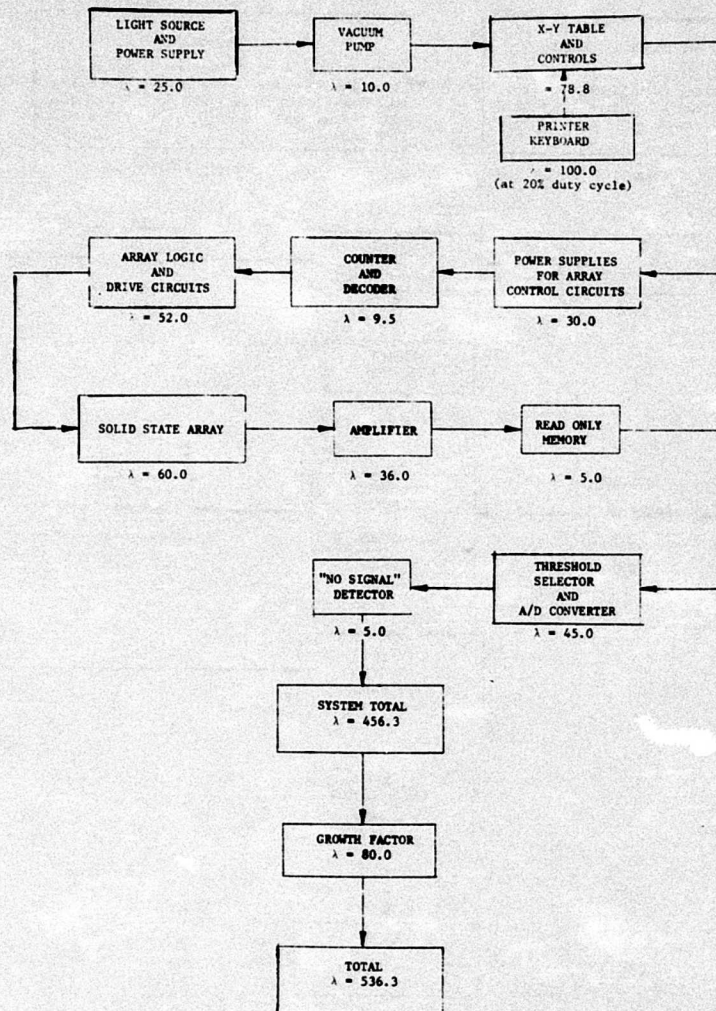 LIGHT SOURCE
AND
POWER SUPPLY
λ = 25.0
VACUUM
PUMP
λ = 10.0
X-Y TABLE
AND
CONTROLS
= 78.8
PRINTER
KEYBOARD
= 100.0
(at 20% duty cycle)
POWER SUPPLIES
FOR ARRAY
CONTROL CIRCUITS
λ = 30.0
COUNTER
AND
DECODER
λ = 9.5
ARRAY LOGIC
AND
DRIVE CIRCUITS
λ = 52.0
SOLID STATE ARRAY
λ = 60.0
AMPLIFIER
λ = 36.0
READ ONLY
MEMORY
λ = 5.0
THRESHOLD
SELECTOR
AND
A/D CONVERTER
λ = 45.0
"NO SIGNAL"
DETECTOR
λ = 5.0
SYSTEM TOTAL
λ = 456.3
GROWTH FACTOR
λ = 80.0
TOTAL
λ = 536.3